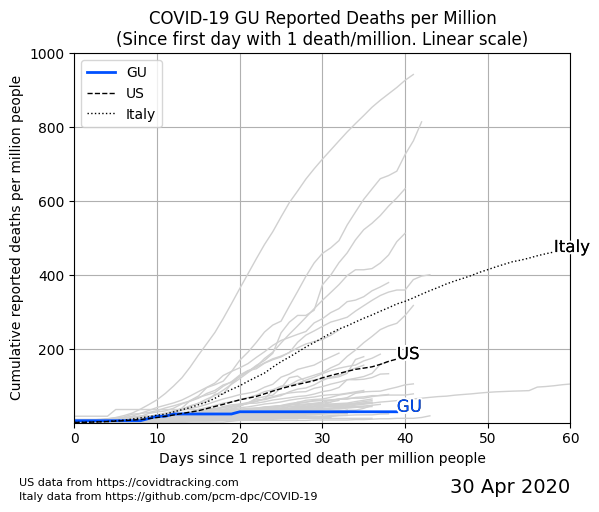 COVID-19 GU Reported Deaths per Million
(Since first day with 1 death/million. Linear scale)
Cumulative reported deaths per million people
1000
800
600
400
200
GU
US
Italy
Italy
US
GU
0 10 20 30 40 50 60
Days since 1 reported death per million people
US data from https://covidtracking.com
Italy data from https://github.com/pcm-dpc/COVID-19
30 Apr 2020